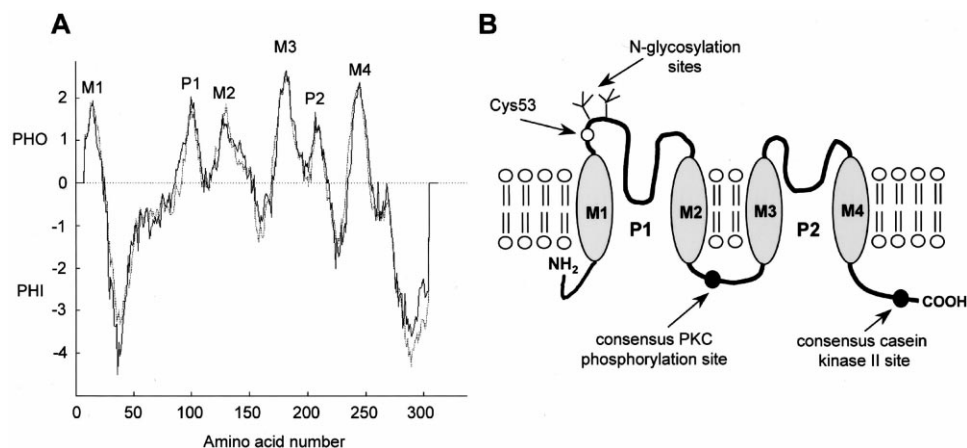 A
M1
P1
M2
M3
P2
M4
2
PHO
1
0
-1
-2
PHI
-3
-4
0 50 100 150 200 250 300
Amino acid number
B
N-glycosylation
sites
Cys53
M1
P1
M2
M3
P2
M4
NH2
COOH
consensus PKC
phosphorylation site
consensus casein
kinase II site